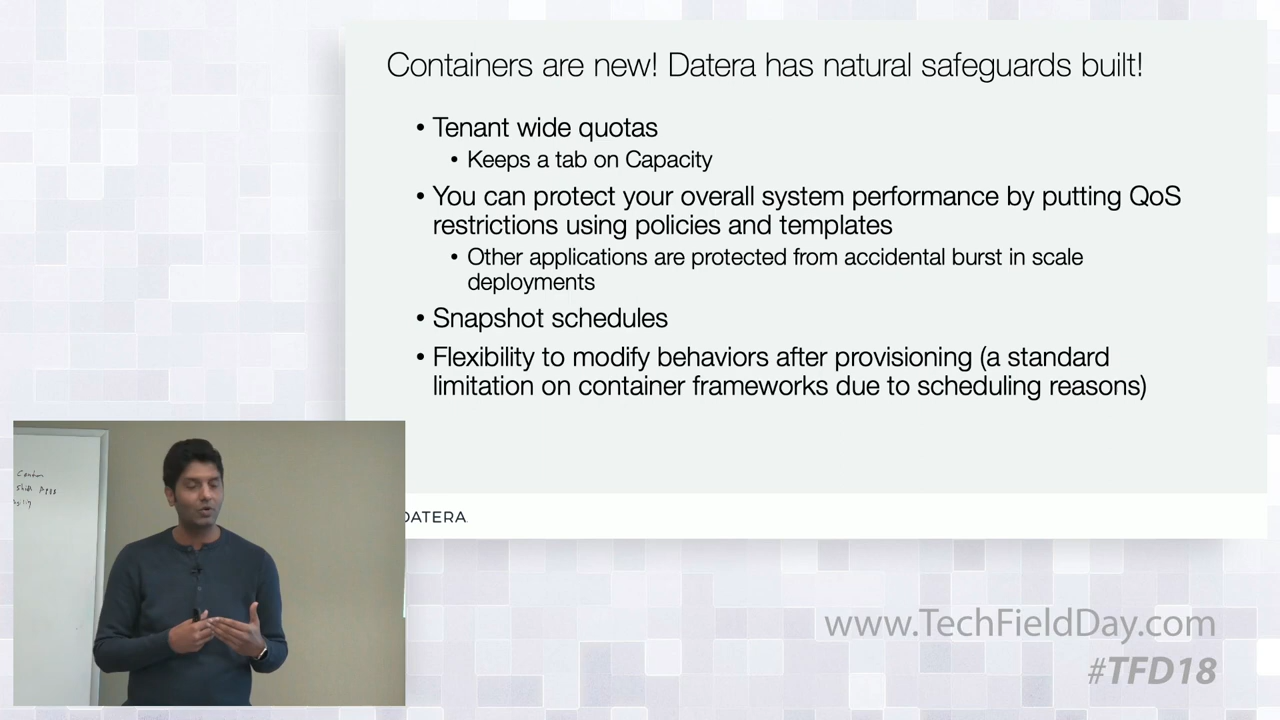 Containers are new! Datera has natural safeguards built!
• Tenant wide quotas
• Keeps a tab on Capacity
• You can protect your overall system performance by putting QoS
restrictions using policies and templates
• Other applications are protected from accidental burst in scale
deployments
• Snapshot schedules
• Flexibility to modify behaviors after provisioning (a standard
limitation on container frameworks due to scheduling reasons)
DATERA
www.TechFieldDay.com
#TFD18